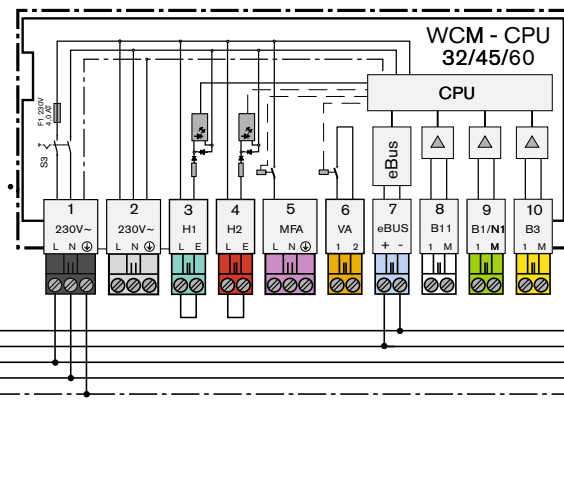 WCM - CPU
32/45/60
CPU
F1 230V
4.0 AT
S3
eBus
1 2 3 4 5 6 7 8 9 10
230V~ 230V~ H1 H2 MFA VA eBUS B11 B1/N1 B3
L N L N L E L E L N 1 2 + - 1 M 1 M 1 M